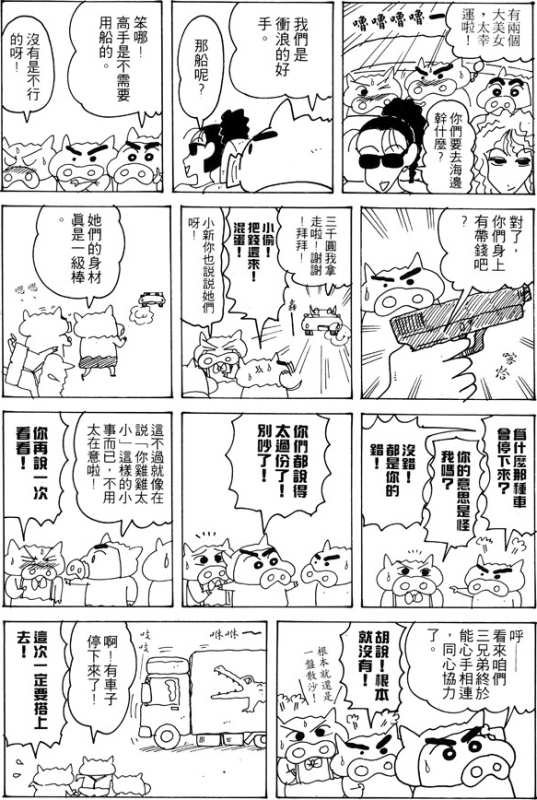 有兩個
大美女
，太幸
運啦！
嚕嚕嚕嚕－
你們要去海邊
幹什麼？
我們是
衝浪的好
手。
那船呢？
笨哪！
高手是不需要
用船的。
沒有是不行
的呀！
對了，
你們身上
有帶錢吧
？
喀
三千圓我拿
走啦！謝謝
！拜拜！
小偷！
把錢還來！
混蛋！
小新你也說說她們
呀！
她們的身材
真是一級棒
。
為什麼那種車
會停下來？
你的意思是怪
我嗎？
沒錯！
都是你的
錯！
你們都說得
太過份了！
別吵了！
這不過就像在
說「你雞雞太
小」這樣的小
事而已，不用
太在意啦！
你再說一次
看看！
呼——
看來咱們
三兄弟終於
能心手相連
，同心協力
了。
胡說！根本
就沒有！
根本就還是
一盤散沙！
咻咻－
吱
吱
啊！有車子
停下來了！
這次一定要搭上
去！